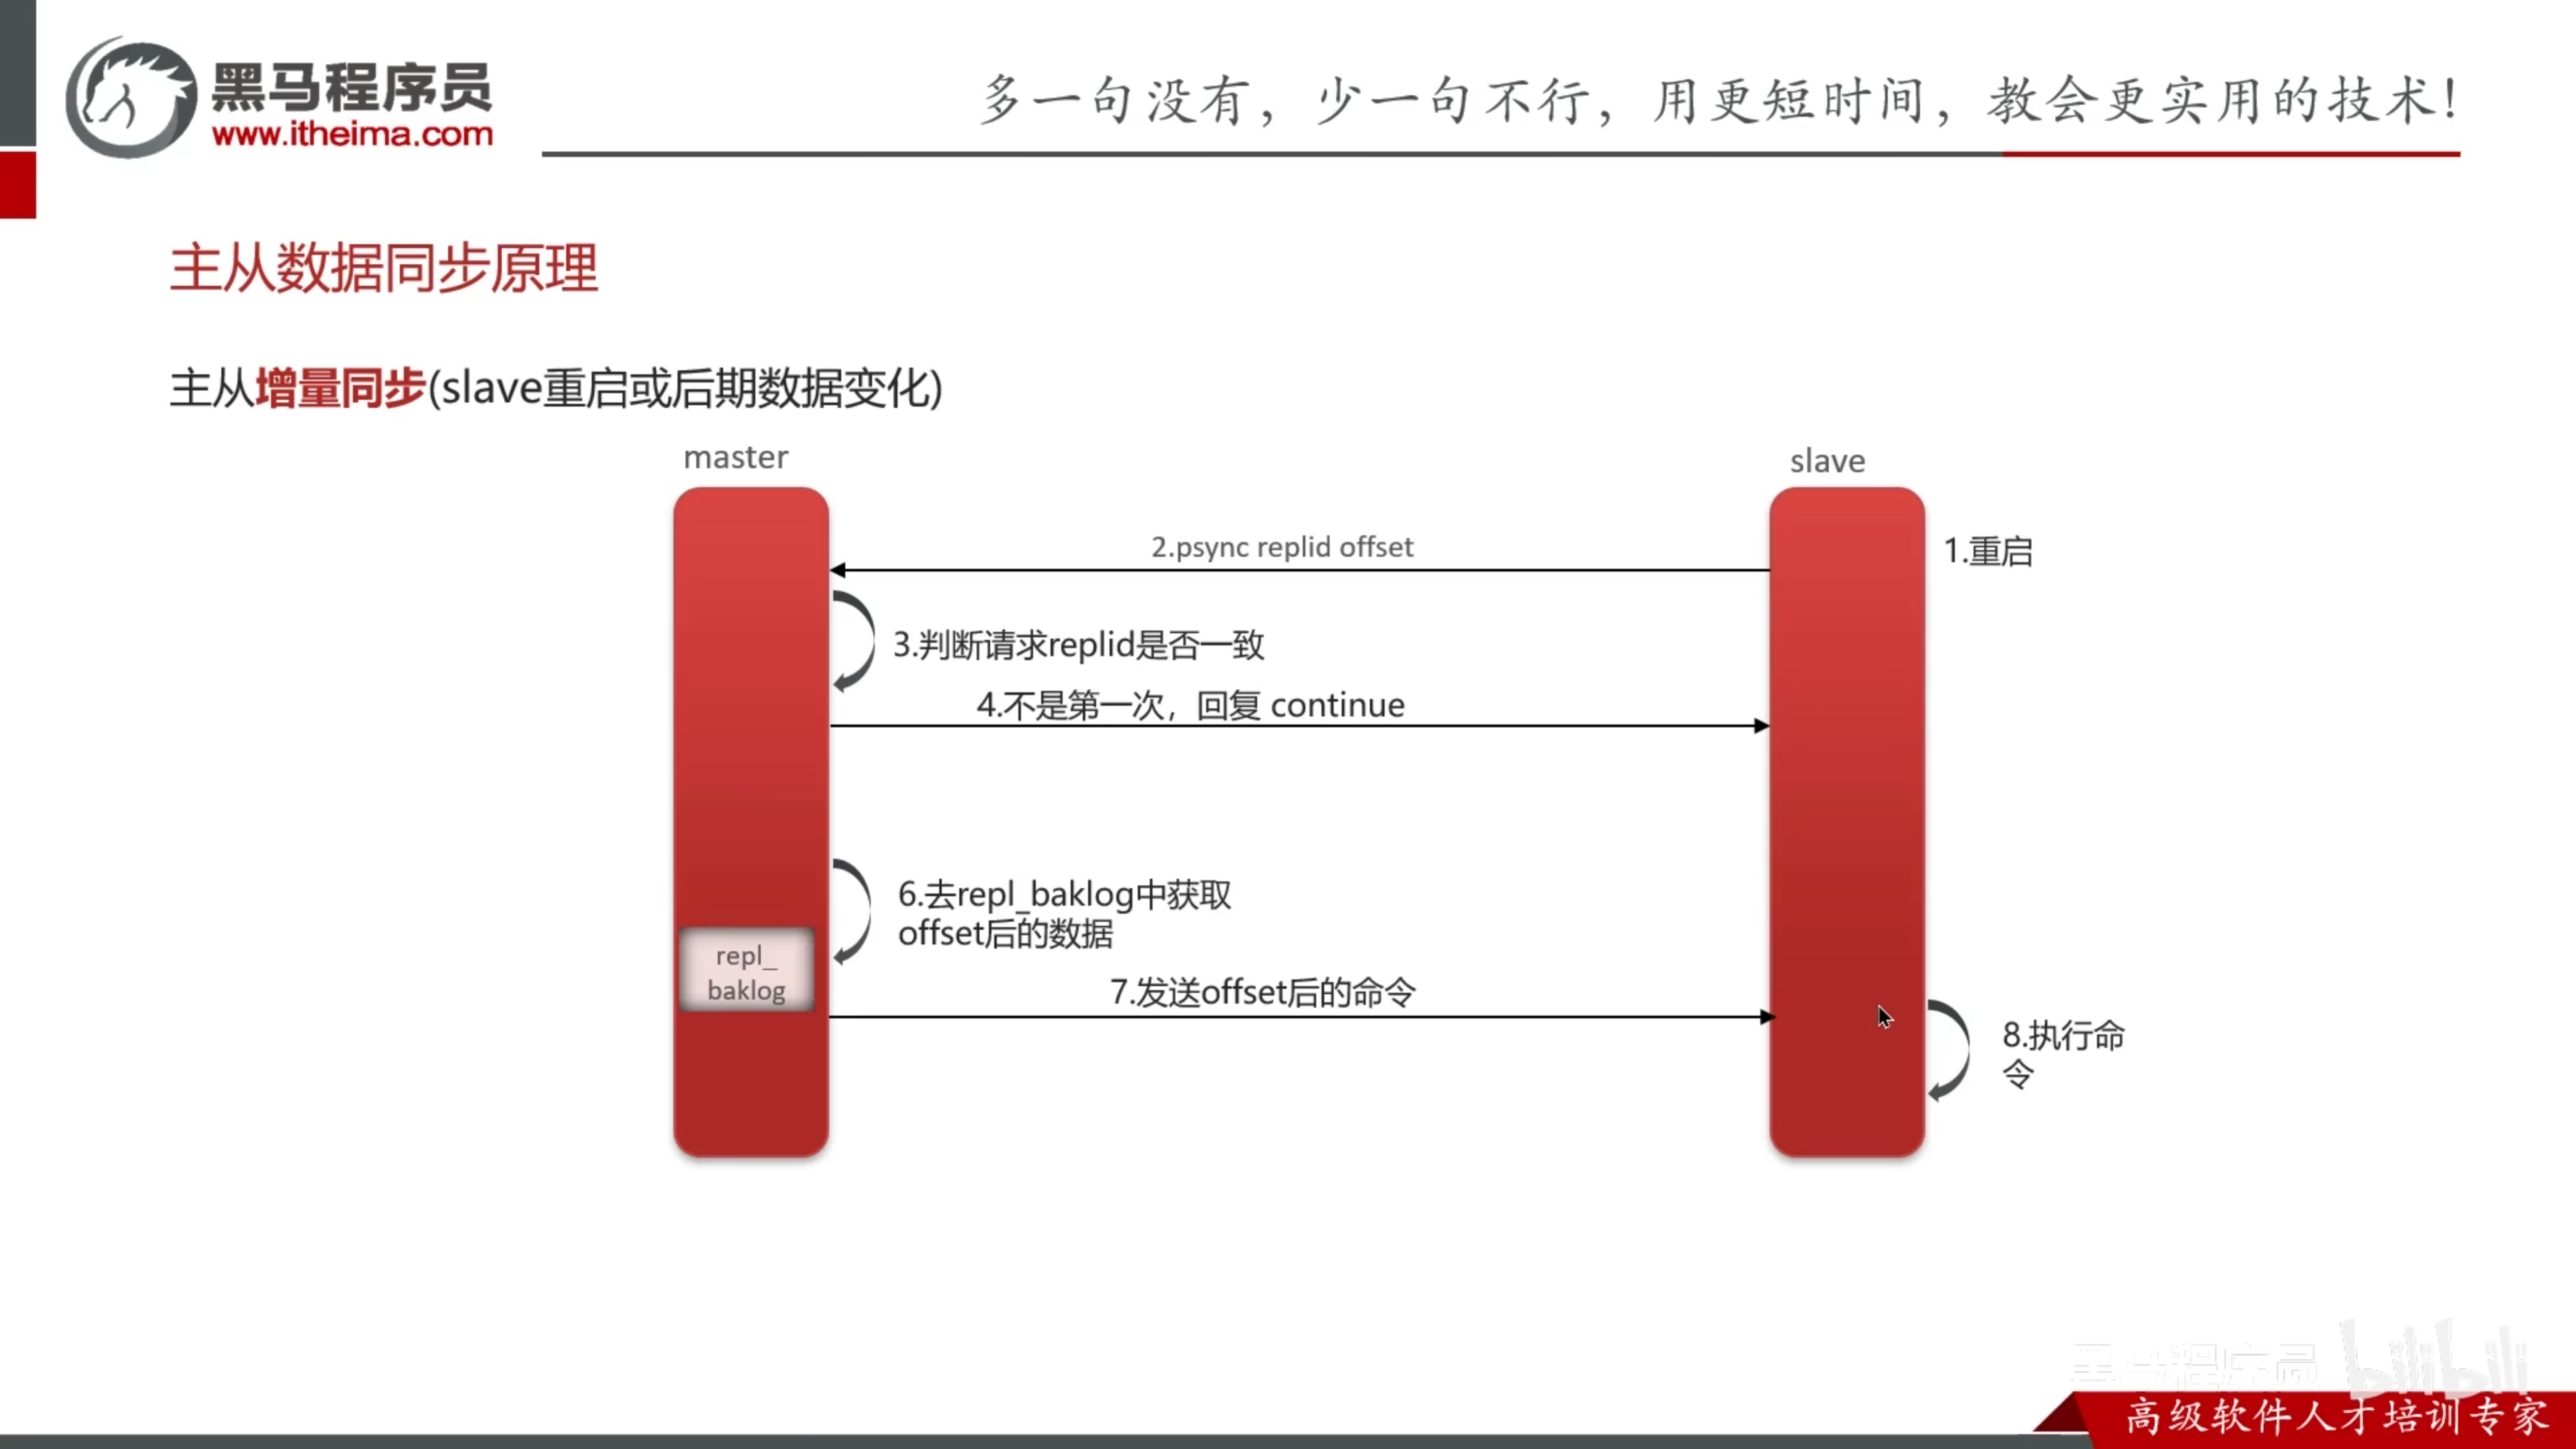 黑马程序员
www.itheima.com
多一句没有，少一句不行，用更短时间，教会更实用的技术！
主从数据同步原理
主从增量同步(slave重启或后期数据变化)
master
slave
2.psync replid offset
1.重启
3.判断请求replid是否一致
4.不是第一次，回复 continue
6.去repl_baklog中获取
offset后的数据
repl_
baklog
7.发送offset后的命令
8.执行命
令
黑马程序员 bilibili
高级软件人才培训专家